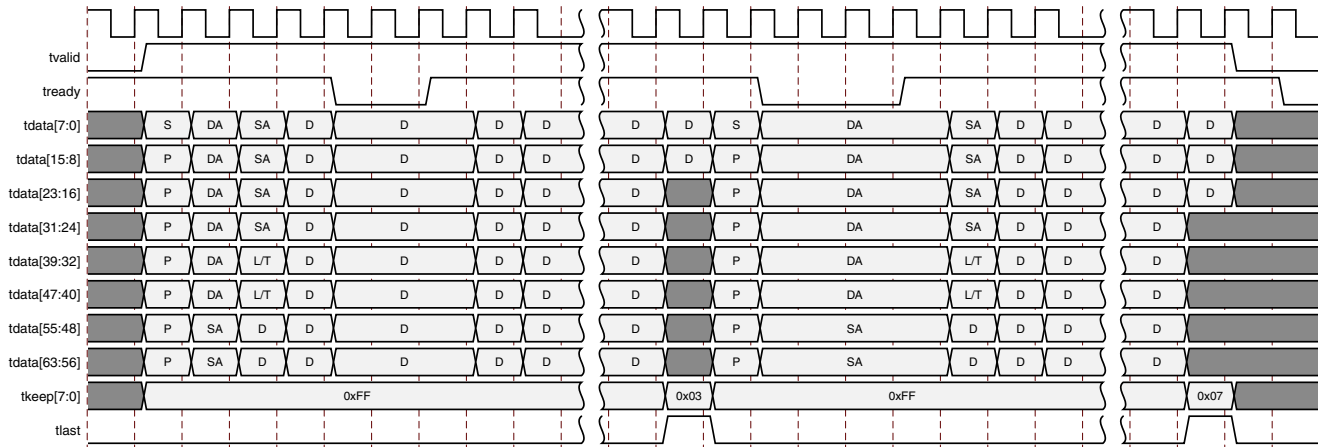 tvalid
tready
tdata[7:0] S DA SA D D D D D D S DA SA D D D D
tdata[15:8] P DA SA D D D D D D P DA SA D D D D
tdata[23:16] P DA SA D D D D D P DA SA D D D D
tdata[31:24] P DA SA D D D D D P DA SA D D D
tdata[39:32] P DA L/T D D D D D P DA L/T D D D
tdata[47:40] P DA L/T D D D D D P DA L/T D D D
tdata[55:48] P SA D D D D D D P SA D D D D
tdata[63:56] P SA D D D D D D P SA D D D D
tkeep[7:0] 0xFF 0x03 0xFF 0x07
tlast